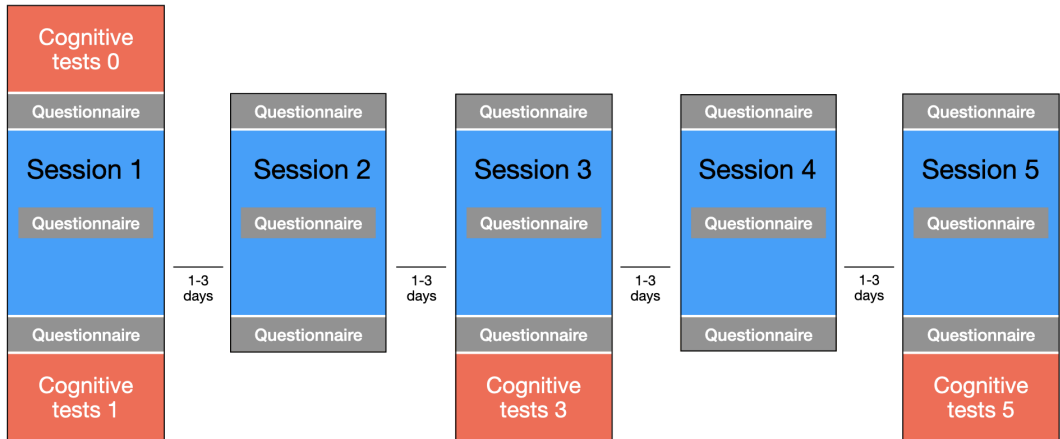 Cognitive
tests 0
Questionnaire
Session 1
Questionnaire
Questionnaire
Cognitive
tests 1
1-3
days
Questionnaire
Session 2
Questionnaire
Questionnaire
1-3
days
Questionnaire
Session 3
Questionnaire
Questionnaire
Cognitive
tests 3
1-3
days
Questionnaire
Session 4
Questionnaire
Questionnaire
1-3
days
Questionnaire
Session 5
Questionnaire
Questionnaire
Cognitive
tests 5